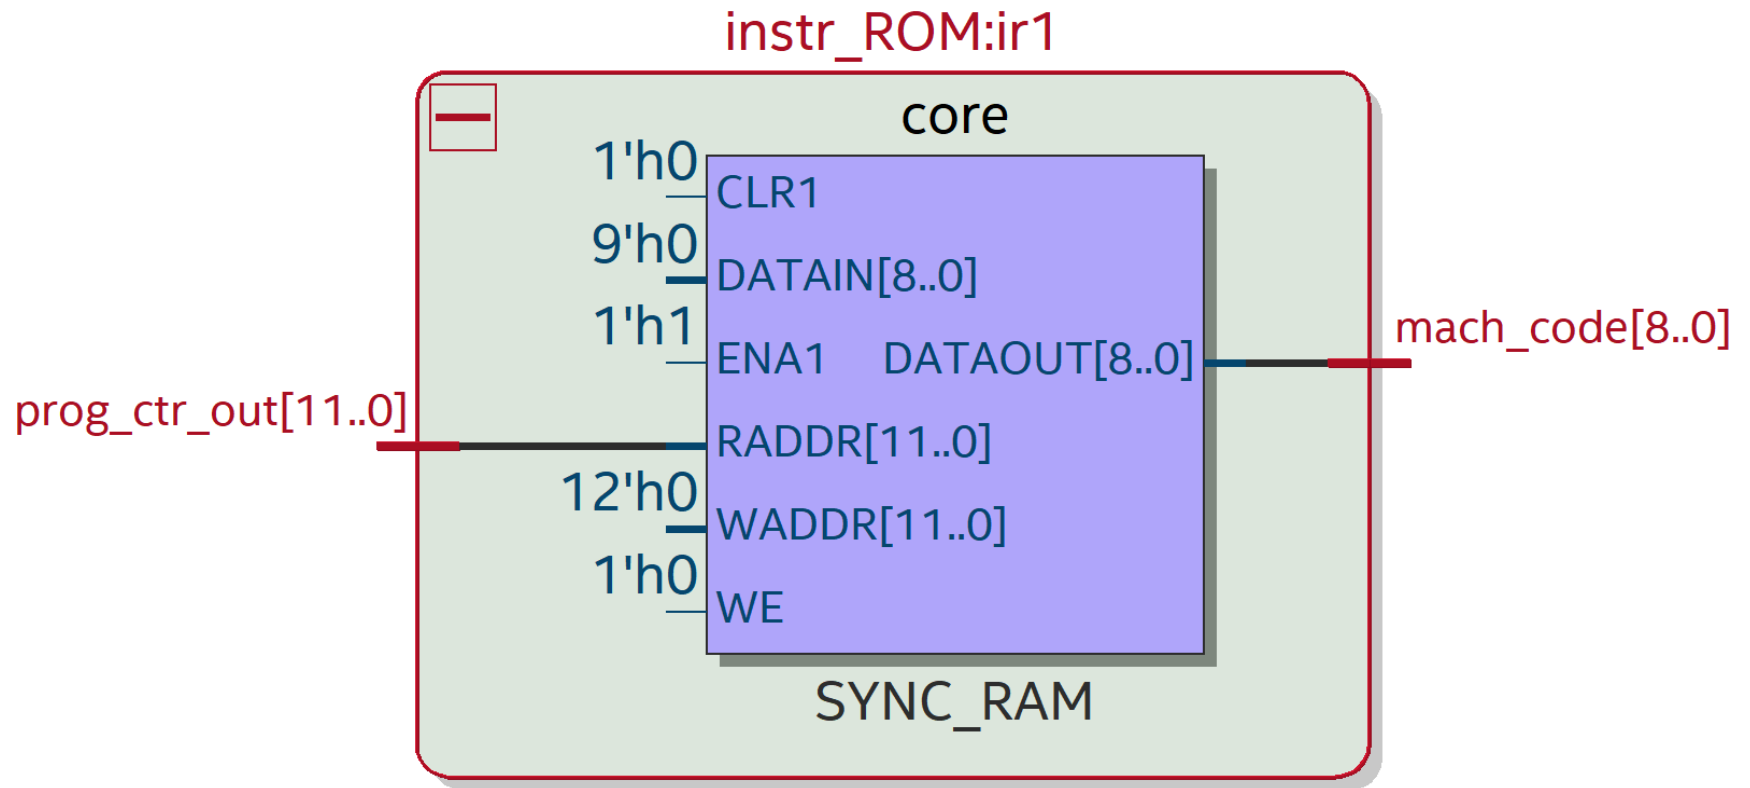 instr_ROM:ir1
core
1'h0
CLR1
9'h0
DATAIN[8..0]
1'h1
ENA1 DATAOUT[8..0]
mach_code[8..0]
prog_ctr_out[11..0]
RADDR[11..0]
12'h0
WADDR[11..0]
1'h0
WE
SYNC_RAM